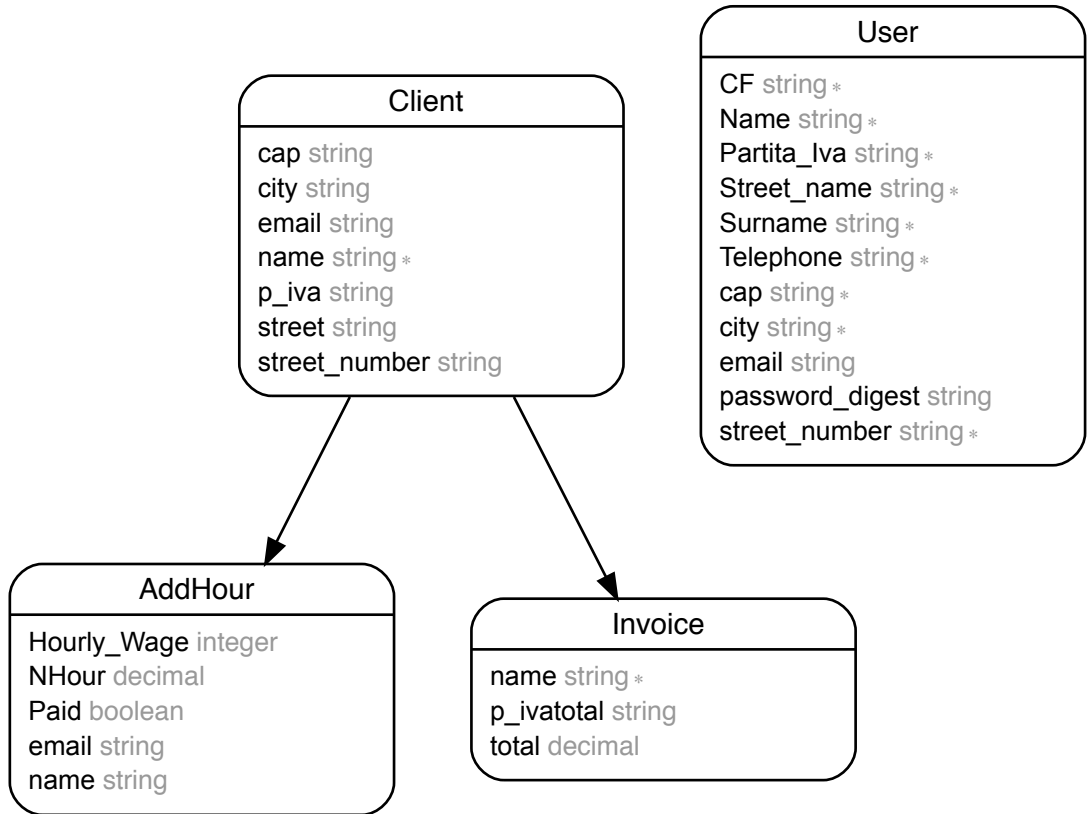 Client
cap string
city string
email string
name string *
p_iva string
street string
street_number string
User
CF string *
Name string *
Partita_Iva string *
Street_name string *
Surname string *
Telephone string *
cap string *
city string *
email string
password_digest string
street_number string *
AddHour
Hourly_Wage integer
NHour decimal
Paid boolean
email string
name string
Invoice
name string *
p_ivatotal string
total decimal